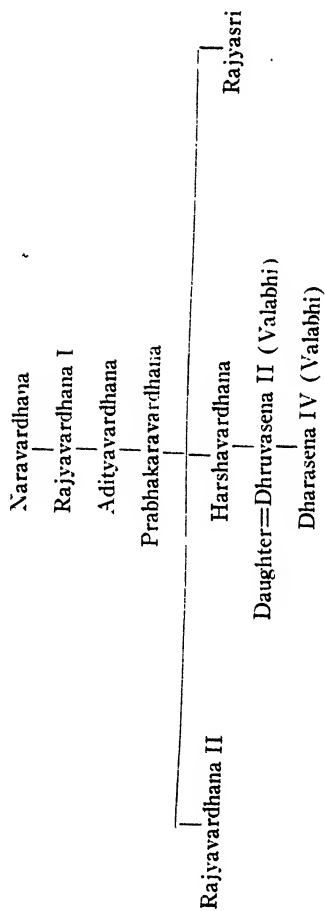 Naravardhana
Rajyavardhana I
Adityavardhana
Prabhakaravardhana
Rajyavardhana II
Harshavardhana
Rajyasri
Daughter=Dhruvasena II (Valabhi)
Dharasena IV (Valabhi)